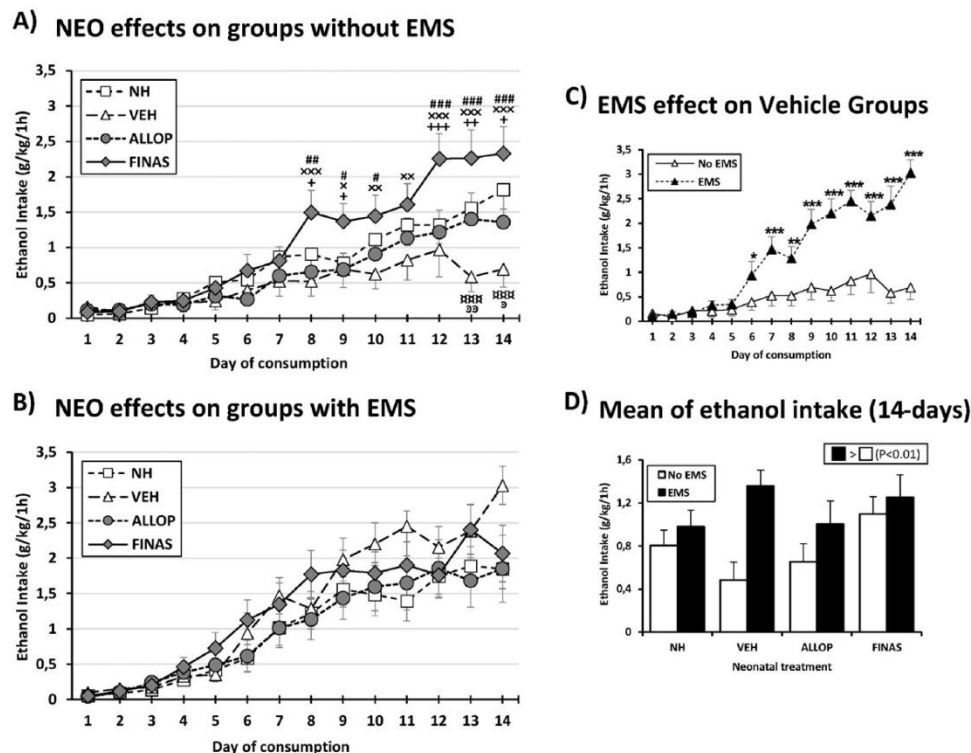 A) NEO effects on groups without EMS
3,5
3
2,5
2
1,5
1
0,5
0
Ethanol Intake (g/kg/1h)
NH
VEH
ALLOP
FINAS
##
×××
+
#
×
+
#
××
××
###
×××
+++
###
×××
++
###
×××
+
¤¤¤
¤¤¤
1 2 3 4 5 6 7 8 9 10 11 12 13 14
Day of consumption
B) NEO effects on groups with EMS
3,5
3
2,5
2
1,5
1
0,5
0
Ethanol Intake (g/kg/1h)
NH
VEH
ALLOP
FINAS
1 2 3 4 5 6 7 8 9 10 11 12 13 14
Day of consumption
C) EMS effect on Vehicle Groups
3,5
3
2,5
2
1,5
1
0,5
0
Ethanol Intake (g/kg/1h)
No EMS
EMS
* *** ** *** *** *** *** *** ***
1 2 3 4 5 6 7 8 9 10 11 12 13 14
Day of consumption
D) Mean of ethanol intake (14-days)
1,6
1,2
0,8
0,4
0
Ethanol Intake (g/kg/1h)
No EMS
EMS
> (P<0.01)
NH VEH ALLOP FINAS
Neonatal treatment